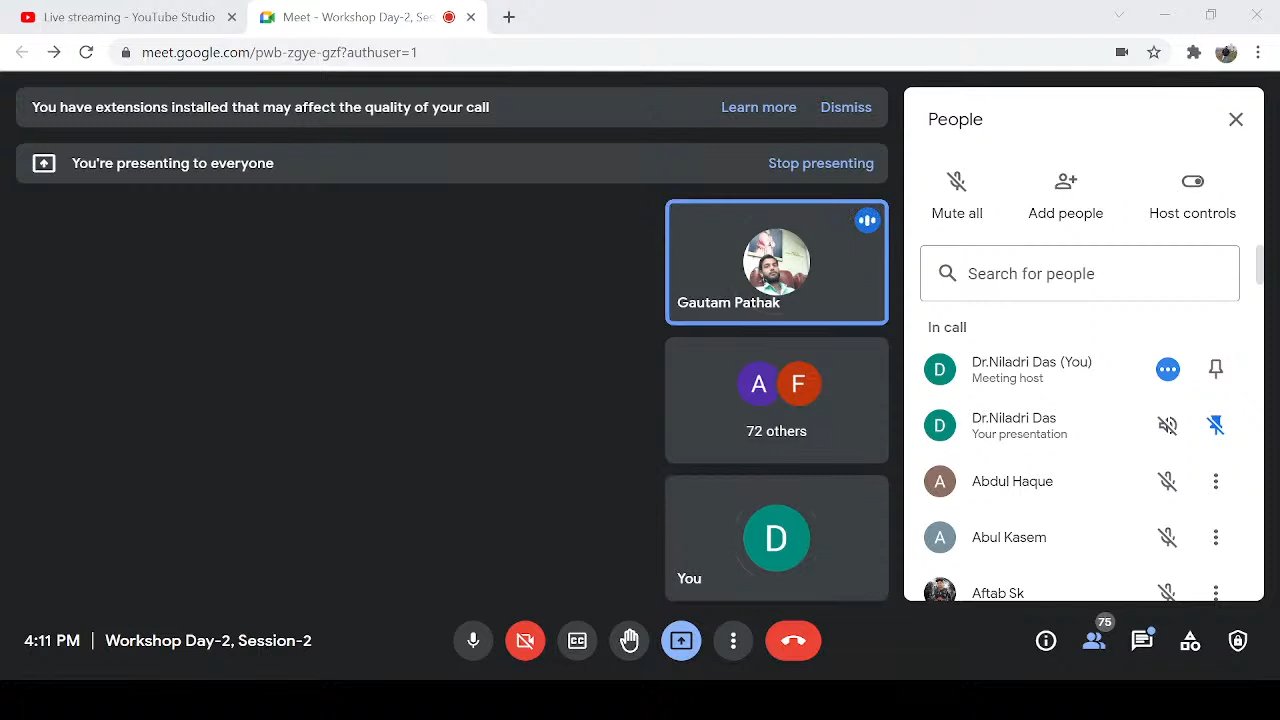 Live streaming - YouTube Studio
Meet - Workshop Day-2, Ses
meet.google.com/pwb-zgye-gzf?authuser=1
You have extensions installed that may affect the quality of your call
Learn more
Dismiss
You're presenting to everyone
Stop presenting
Gautam Pathak
A
F
72 others
D
You
People
Mute all
Add people
Host controls
Search for people
In call
D
Dr.Niladri Das (You)
Meeting host
D
Dr.Niladri Das
Your presentation
A
Abdul Haque
A
Abul Kasem
Aftab Sk
4:11 PM | Workshop Day-2, Session-2
CC
75